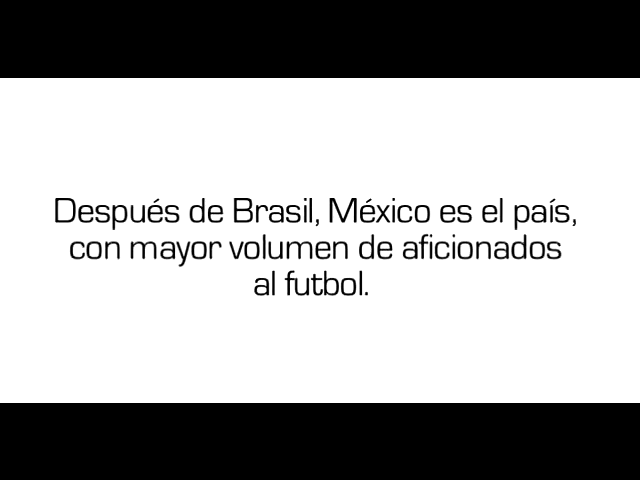 Después de Brasil, México es el país,
con mayor volumen de aficionados
al futbol.